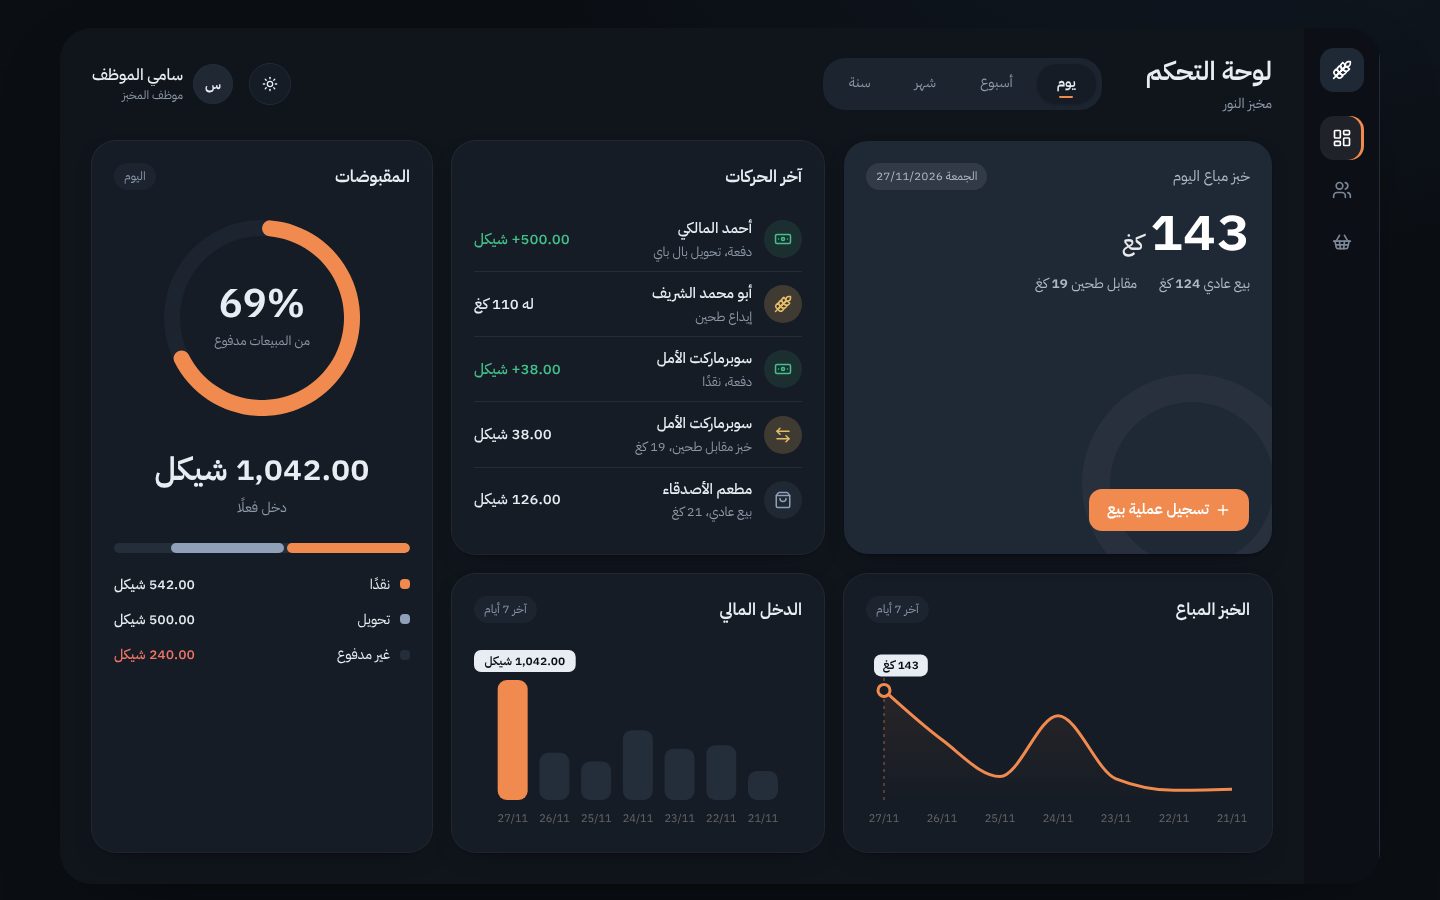 لوحة التحكم
مخبز النور
يوم
أسبوع
شهر
سنة
سامي الموظف
موظف المخبز
س
خبز مباع اليوم
الجمعة 27/11/2026
143 كغ
بيع عادي 124 كغ
مقابل طحين 19 كغ
+ تسجيل عملية بيع
آخر الحركات
أحمد المالكي
دفعة، تحويل بال باي
+500.00 شيكل
أبو محمد الشريف
إيداع طحين
له 110 كغ
سوبرماركت الأمل
دفعة، نقدًا
+38.00 شيكل
سوبرماركت الأمل
خبز مقابل طحين، 19 كغ
38.00 شيكل
مطعم الأصدقاء
بيع عادي، 21 كغ
126.00 شيكل
المقبوضات
اليوم
69%
من المبيعات مدفوع
1,042.00 شيكل
دخل فعلًا
نقدًا
542.00 شيكل
تحويل
500.00 شيكل
غير مدفوع
240.00 شيكل
الخبز المباع
آخر 7 أيام
143 كغ
21/11
22/11
23/11
24/11
25/11
26/11
27/11
الدخل المالي
آخر 7 أيام
1,042.00 شيكل
21/11
22/11
23/11
24/11
25/11
26/11
27/11